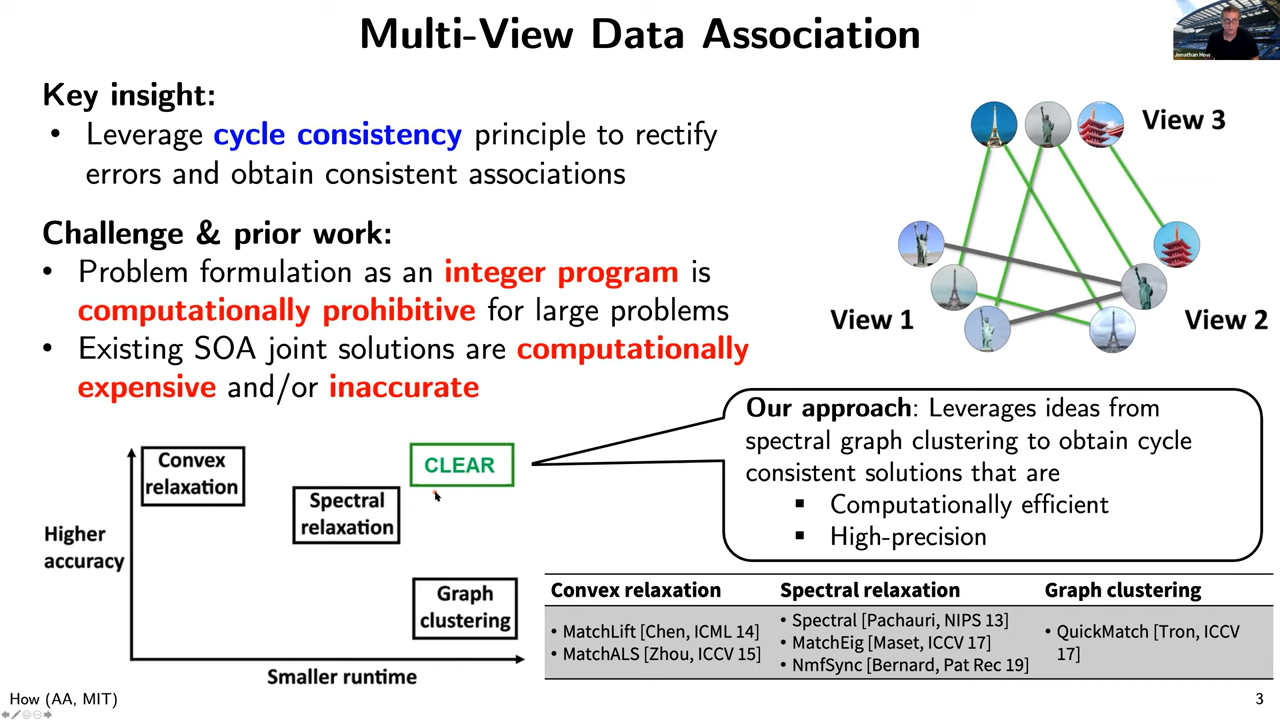 Multi-View Data Association
Jonathan How
Key insight:
• Leverage cycle consistency principle to rectify
errors and obtain consistent associations
Challenge & prior work:
• Problem formulation as an integer program is
computationally prohibitive for large problems
• Existing SOA joint solutions are computationally
expensive and/or inaccurate
View 3
View 1
View 2
Our approach: Leverages ideas from
spectral graph clustering to obtain cycle
consistent solutions that are
▪ Computationally efficient
▪ High-precision
Higher
accuracy
Convex
relaxation
Spectral
relaxation
CLEAR
Graph
clustering
Smaller runtime
Convex relaxation
Spectral relaxation
Graph clustering
• MatchLift [Chen, ICML 14]
• MatchALS [Zhou, ICCV 15]
• Spectral [Pachauri, NIPS 13]
• MatchEig [Maset, ICCV 17]
• NmfSync [Bernard, Pat Rec 19]
• QuickMatch [Tron, ICCV
17]
How (AA, MIT)
3